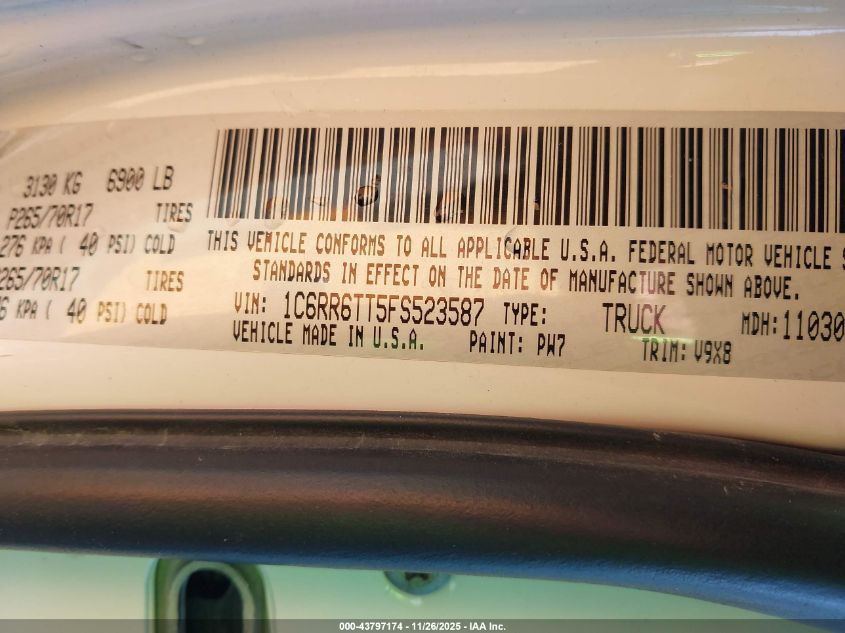 3130 KG 6900 LB
P265/70R17 TIRES
276 KPA ( 40 PSI) COLD
265/70R17 TIRES
6 KPA ( 40 PSI) COLD
THIS VEHICLE CONFORMS TO ALL APPLICABLE U.S.A. FEDERAL MOTOR VEHICLE S
STANDARDS IN EFFECT ON THE DATE OF MANUFACTURE SHOWN ABOVE.
VIN: 1C6RR6TT5FS523587 TYPE: TRUCK MDH: 11030
VEHICLE MADE IN U.S.A. PAINT: PW7 TRIM: V9X8
000-43797174 - 11/26/2025 - IAA Inc.